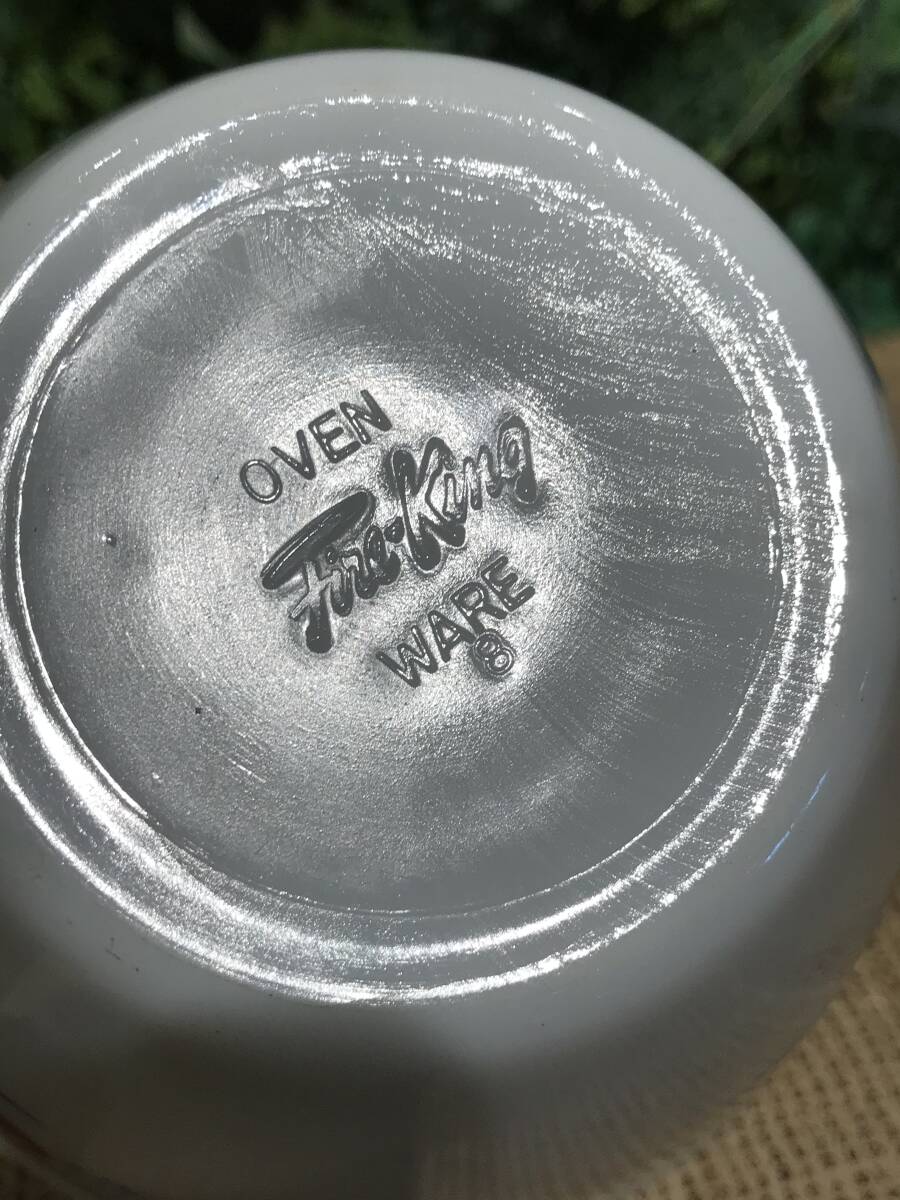 OVEN
Fire-King
WARE
8